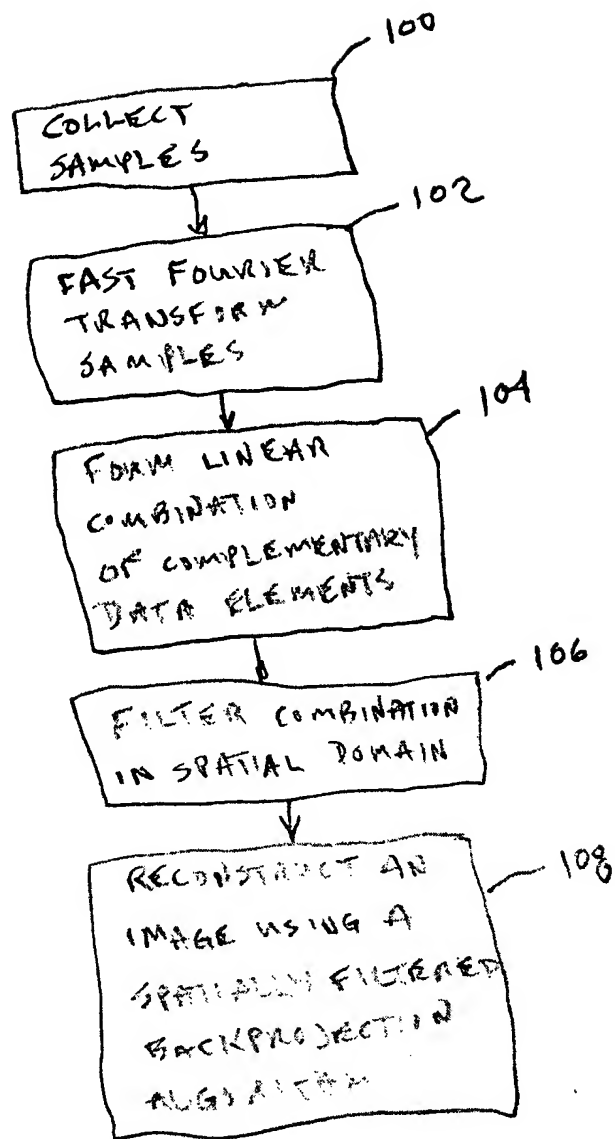 100
COLLECT
SAMPLES
102
FAST FOURIER
TRANSFORM
SAMPLES
104
FORM LINEAR
COMBINATION
OF COMPLEMENTARY
DATA ELEMENTS
106
FILTER COMBINATION
IN SPATIAL DOMAIN
108
RECONSTRUCT AN
IMAGE USING A
SPATIALLY FILTERED
BACKPROJECTION
ALGORITHM